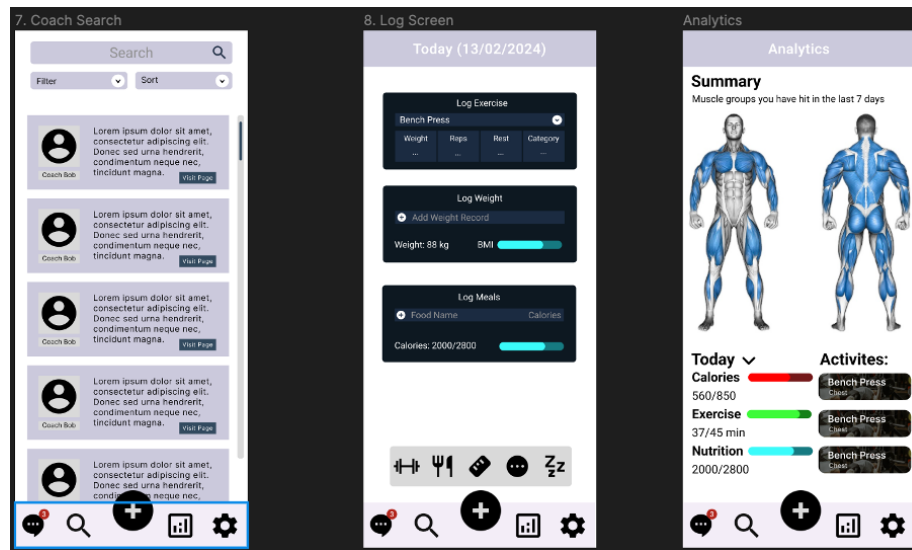 7. Coach Search
Search
Filter
Sort
Lorem ipsum dolor sit amet,
consectetur adipiscing elit.
Donec sed urna hendrerit,
condimentum neque nec,
tincidunt magna.
Coach Bob
Visit Page
Lorem ipsum dolor sit amet,
consectetur adipiscing elit.
Donec sed urna hendrerit,
condimentum neque nec,
tincidunt magna.
Coach Bob
Visit Page
Lorem ipsum dolor sit amet,
consectetur adipiscing elit.
Donec sed urna hendrerit,
condimentum neque nec,
tincidunt magna.
Coach Bob
Visit Page
Lorem ipsum dolor sit amet,
consectetur adipiscing elit.
Donec sed urna hendrerit,
condimentum neque nec,
tincidunt magna.
Coach Bob
Visit Page
Lorem ipsum dolor sit amet,
consectetur adipiscing elit.
Donec sed urna hendrerit,
neque nec,
3
8. Log Screen
Today (13/02/2024)
Log Exercise
Bench Press
Weight Reps Rest Category
... ... ... ...
Log Weight
Add Weight Record
Weight: 88 kg BMI
Log Meals
Food Name Calories
Calories: 2000/2800
Zzz
3
Analytics
Analytics
Summary
Muscle groups you have hit in the last 7 days
Today
Calories
560/850
Exercise
37/45 min
Nutrition
2000/2800
Activites:
Bench Press
Chest
Bench Press
Chest
Bench Press
Chest
3